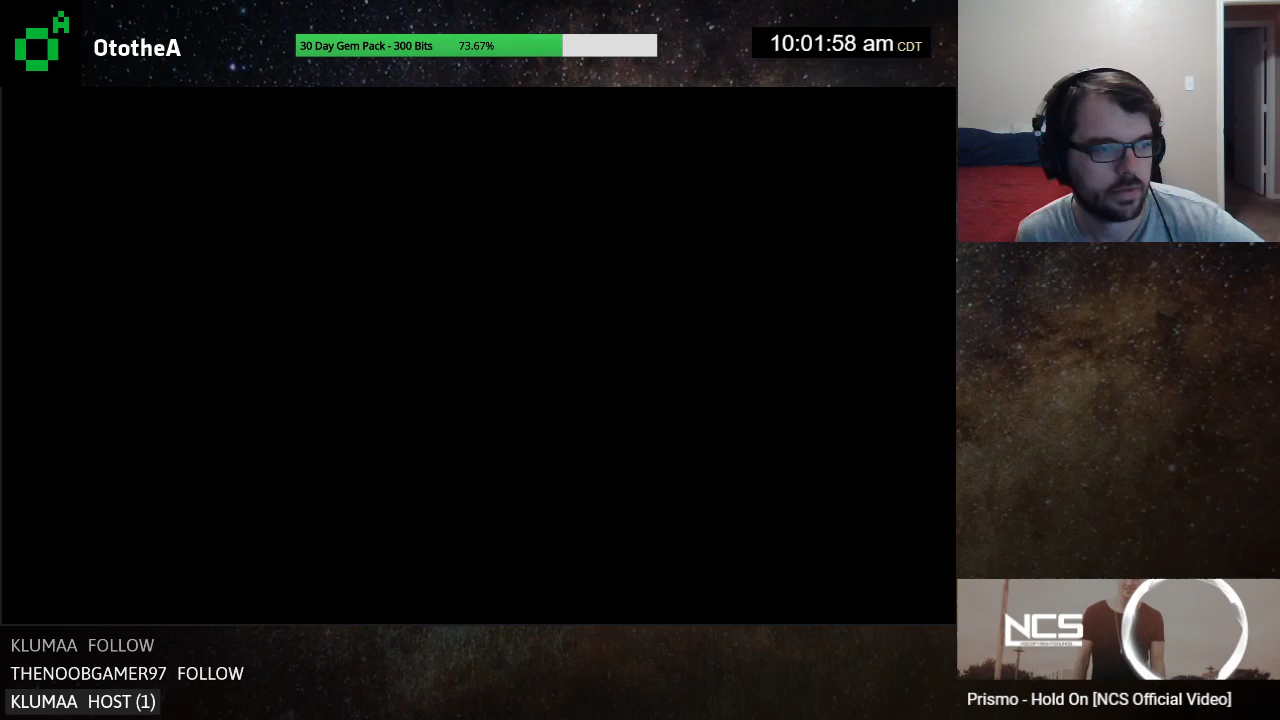 OtotheA
30 Day Gem Pack - 300 Bits 73.67%
10:01:58 am CDT
KLUMAA FOLLOW
THENOOBGAMER97 FOLLOW
KLUMAA HOST (1)
NCS
Prismo - Hold On [NCS Official Video]